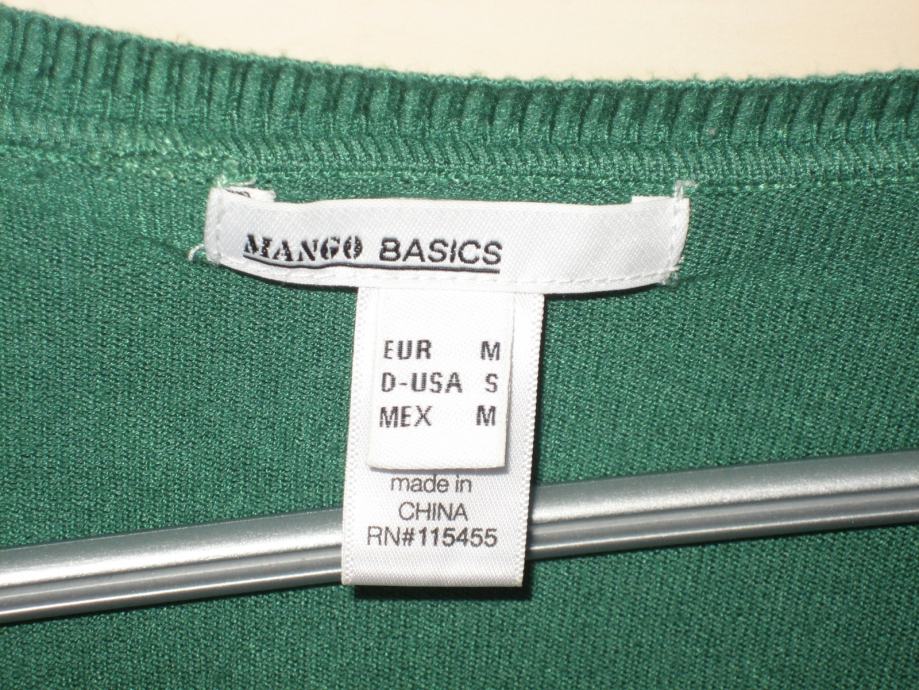 MANGO BASICS
EUR M
D-USA S
MEX M
made in
CHINA
RN#115455